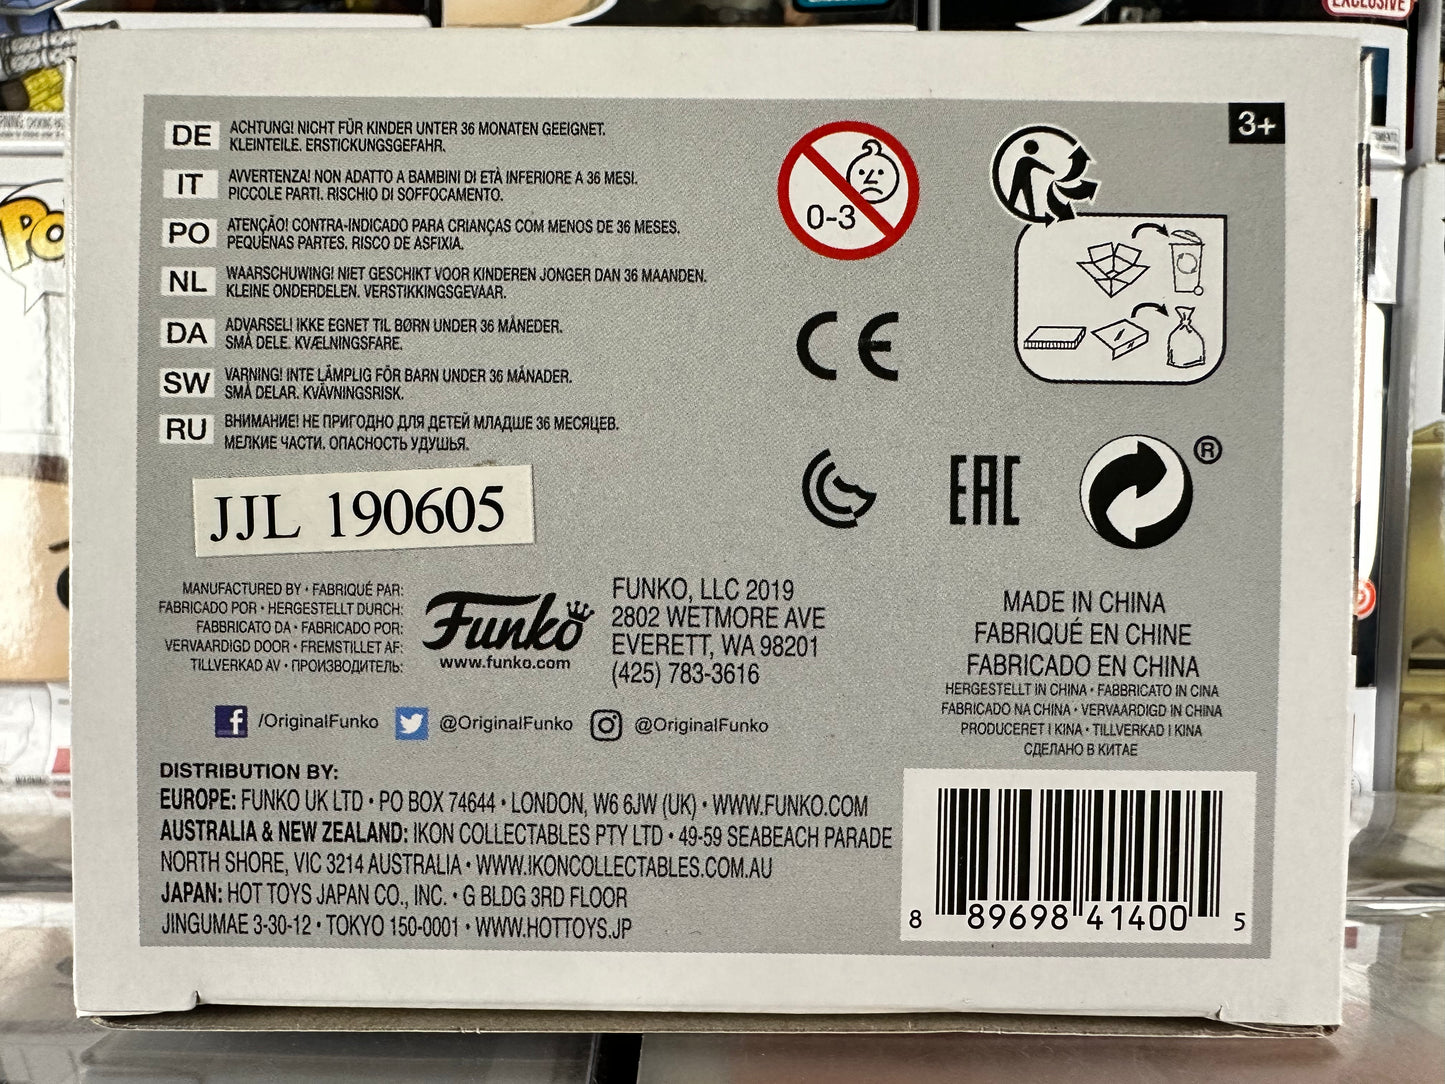 EXCLUSIVE
3+
DE
ACHTUNG! NICHT FÜR KINDER UNTER 36 MONATEN GEEIGNET.
KLEINTEILE. ERSTICKUNGSGEFAHR.
IT
AVVERTENZA! NON ADATTO A BAMBINI DI ETÀ INFERIORE A 36 MESI.
PICCOLE PARTI. RISCHIO DI SOFFOCAMENTO.
PO
ATENÇÃO! CONTRA-INDICADO PARA CRIANÇAS COM MENOS DE 36 MESES.
PEQUENAS PARTES. RISCO DE ASFIXIA.
NL
WAARSCHUWING! NIET GESCHIKT VOOR KINDEREN JONGER DAN 36 MAANDEN.
KLEINE ONDERDELEN. VERSTIKKINGSGEVAAR.
DA
ADVARSEL! IKKE EGNET TIL BØRN UNDER 36 MÅNEDER.
SMÅ DELE. KVÆLNINGSFARE.
SW
VARNING! INTE LÄMPLIG FÖR BARN UNDER 36 MÅNADER.
SMÅ DELAR. KVÄVNINGSRISK.
RU
ВНИМАНИЕ! НЕ ПРИГОДНО ДЛЯ ДЕТЕЙ МЛАДШЕ 36 МЕСЯЦЕВ.
МЕЛКИЕ ЧАСТИ. ОПАСНОСТЬ УДУШЬЯ.
0-3
CE
EAC
®
JJL 190605
MANUFACTURED BY • FABRIQUÉ PAR:
FABRICADO POR • HERGESTELLT DURCH:
FABBRICATO DA • FABRICADO POR:
VERVAARDIGD DOOR • FREMSTILLET AF:
TILLVERKAD AV • ПРОИЗВОДИТЕЛЬ:
Funko
www.funko.com
FUNKO, LLC 2019
2802 WETMORE AVE
EVERETT, WA 98201
(425) 783-3616
MADE IN CHINA
FABRIQUÉ EN CHINE
FABRICADO EN CHINA
HERGESTELLT IN CHINA • FABBRICATO IN CINA
FABRICADO NA CHINA • VERVAARDIGD IN CHINA
PRODUCERET I KINA • TILLVERKAD I KINA
СДЕЛАНО В КИТАЕ
/OriginalFunko @OriginalFunko @OriginalFunko
DISTRIBUTION BY:
EUROPE: FUNKO UK LTD • PO BOX 74644 • LONDON, W6 6JW (UK) • WWW.FUNKO.COM
AUSTRALIA & NEW ZEALAND: IKON COLLECTABLES PTY LTD • 49-59 SEABEACH PARADE
NORTH SHORE, VIC 3214 AUSTRALIA • WWW.IKONCOLLECTABLES.COM.AU
JAPAN: HOT TOYS JAPAN CO., INC. • G BLDG 3RD FLOOR
JINGUMAE 3-30-12 • TOKYO 150-0001 • WWW.HOTTOYS.JP
8 89698 41400 5